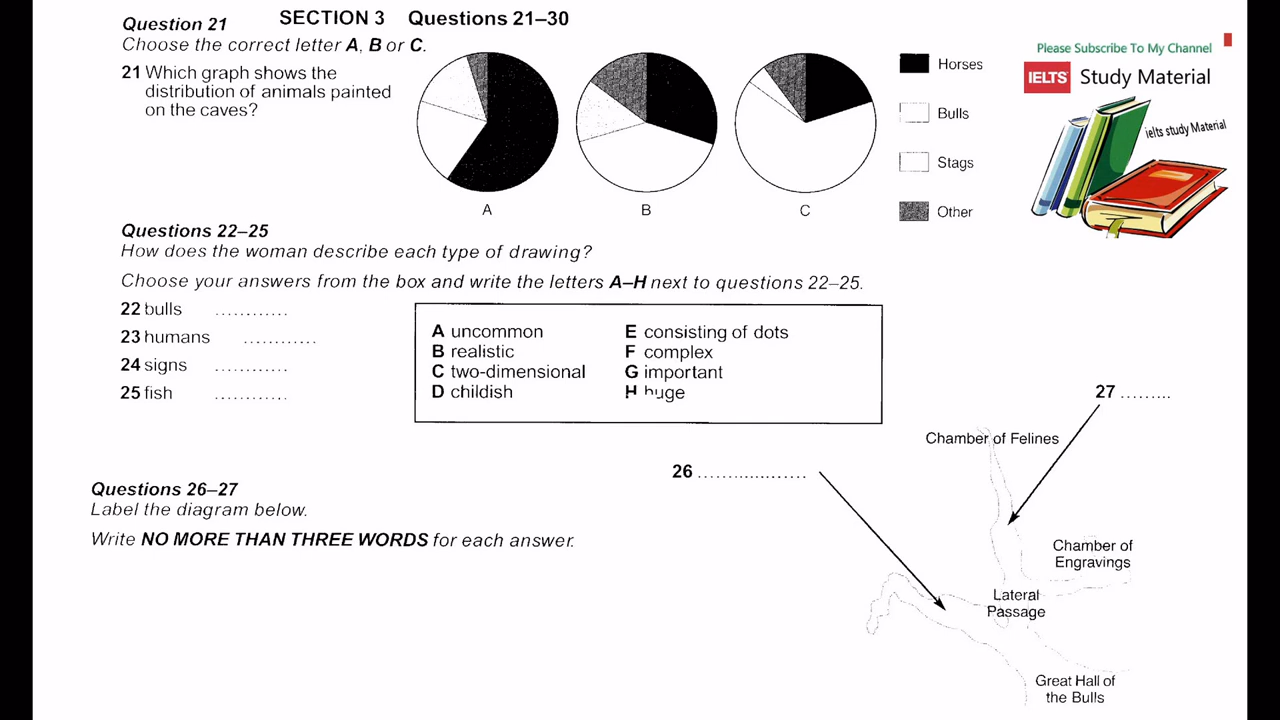 SECTION 3 Questions 21–30
Question 21
Choose the correct letter A, B or C.
21 Which graph shows the
distribution of animals painted
on the caves?
A
B
C
Horses
Bulls
Stags
Other
Please Subscribe To My Channel
IELTS Study Material
ielts study Material
Questions 22–25
How does the woman describe each type of drawing?
Choose your answers from the box and write the letters A–H next to questions 22–25.
22 bulls ............
23 humans ............
24 signs ............
25 fish ............
A uncommon
B realistic
C two-dimensional
D childish
E consisting of dots
F complex
G important
H huge
Questions 26–27
Label the diagram below.
Write NO MORE THAN THREE WORDS for each answer.
26 ....................
27 .........
Chamber of Felines
Chamber of
Engravings
Lateral
Passage
Great Hall of
the Bulls